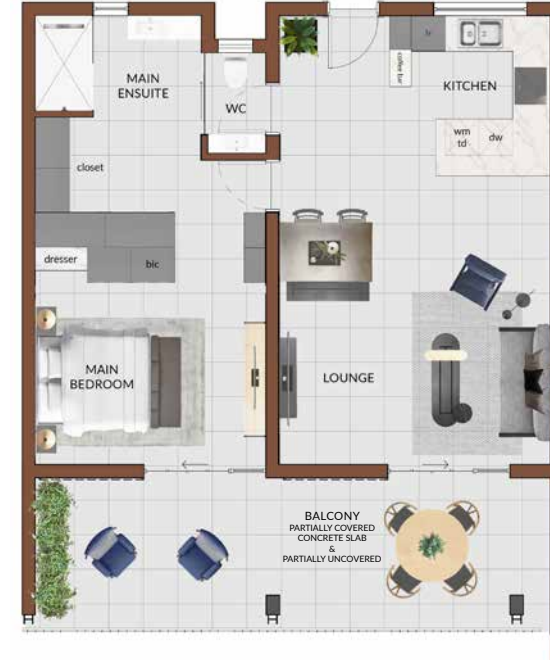 MAIN
ENSUITE
WC
coffee bar
fr
KITCHEN
wm
td
dw
closet
dresser
bic
MAIN
BEDROOM
LOUNGE
BALCONY
PARTIALLY COVERED
CONCRETE SLAB
&
PARTIALLY UNCOVERED